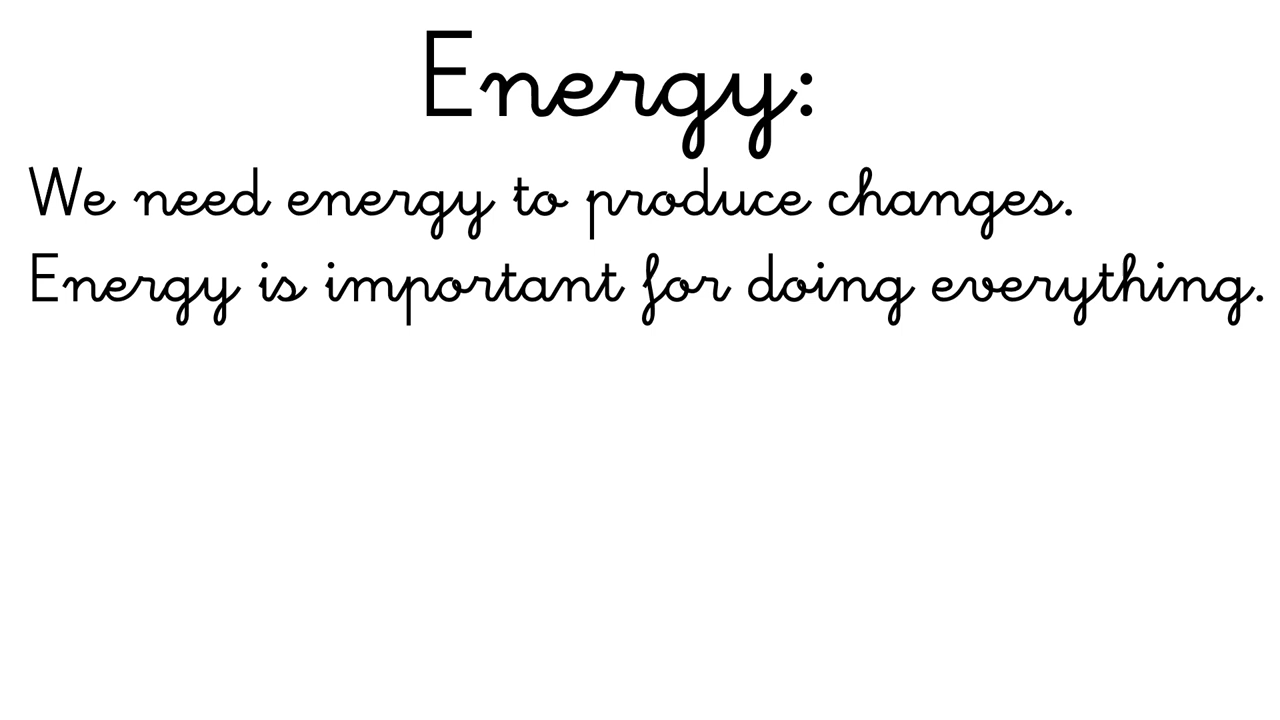 Energy:
We need energy to produce changes.
Energy is important for doing everything.